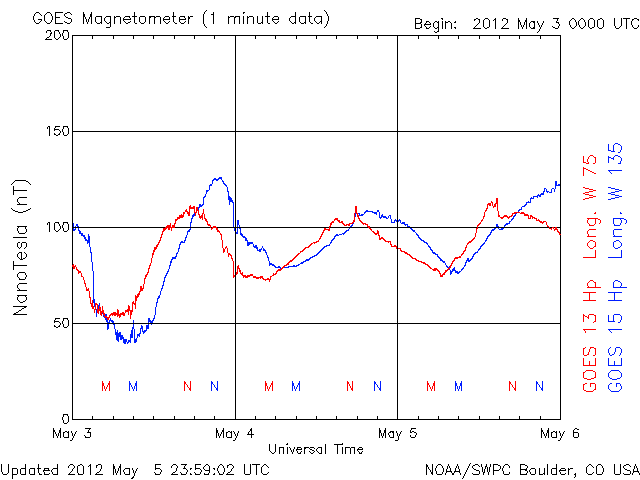 GOES Magnetometer (1 minute data)
Begin: 2012 May 3 0000 UTC
200
150
100
50
0
NanoTesla (nT)
M M N N M M N N M M N N
May 3 May 4 May 5 May 6
Universal Time
GOES 13 Hp Long. W 75
GOES 15 Hp Long. W 135
Updated 2012 May 5 23:59:02 UTC
NOAA/SWPC Boulder, CO USA